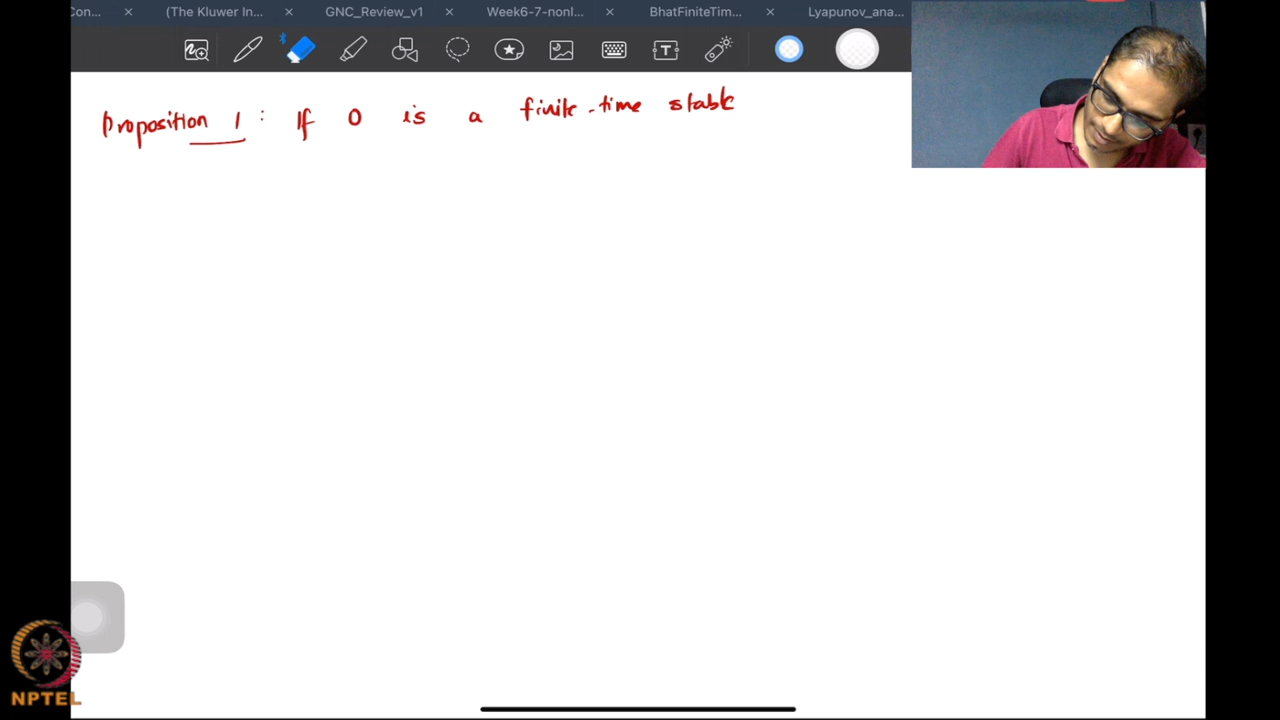 Con... (The Kluwer In... GNC_Review_v1 Week6-7-nonl... BhatFiniteTim... Lyapunov_ana...
T
Proposition 1 : If 0 is a finite-time stable
NPTEL